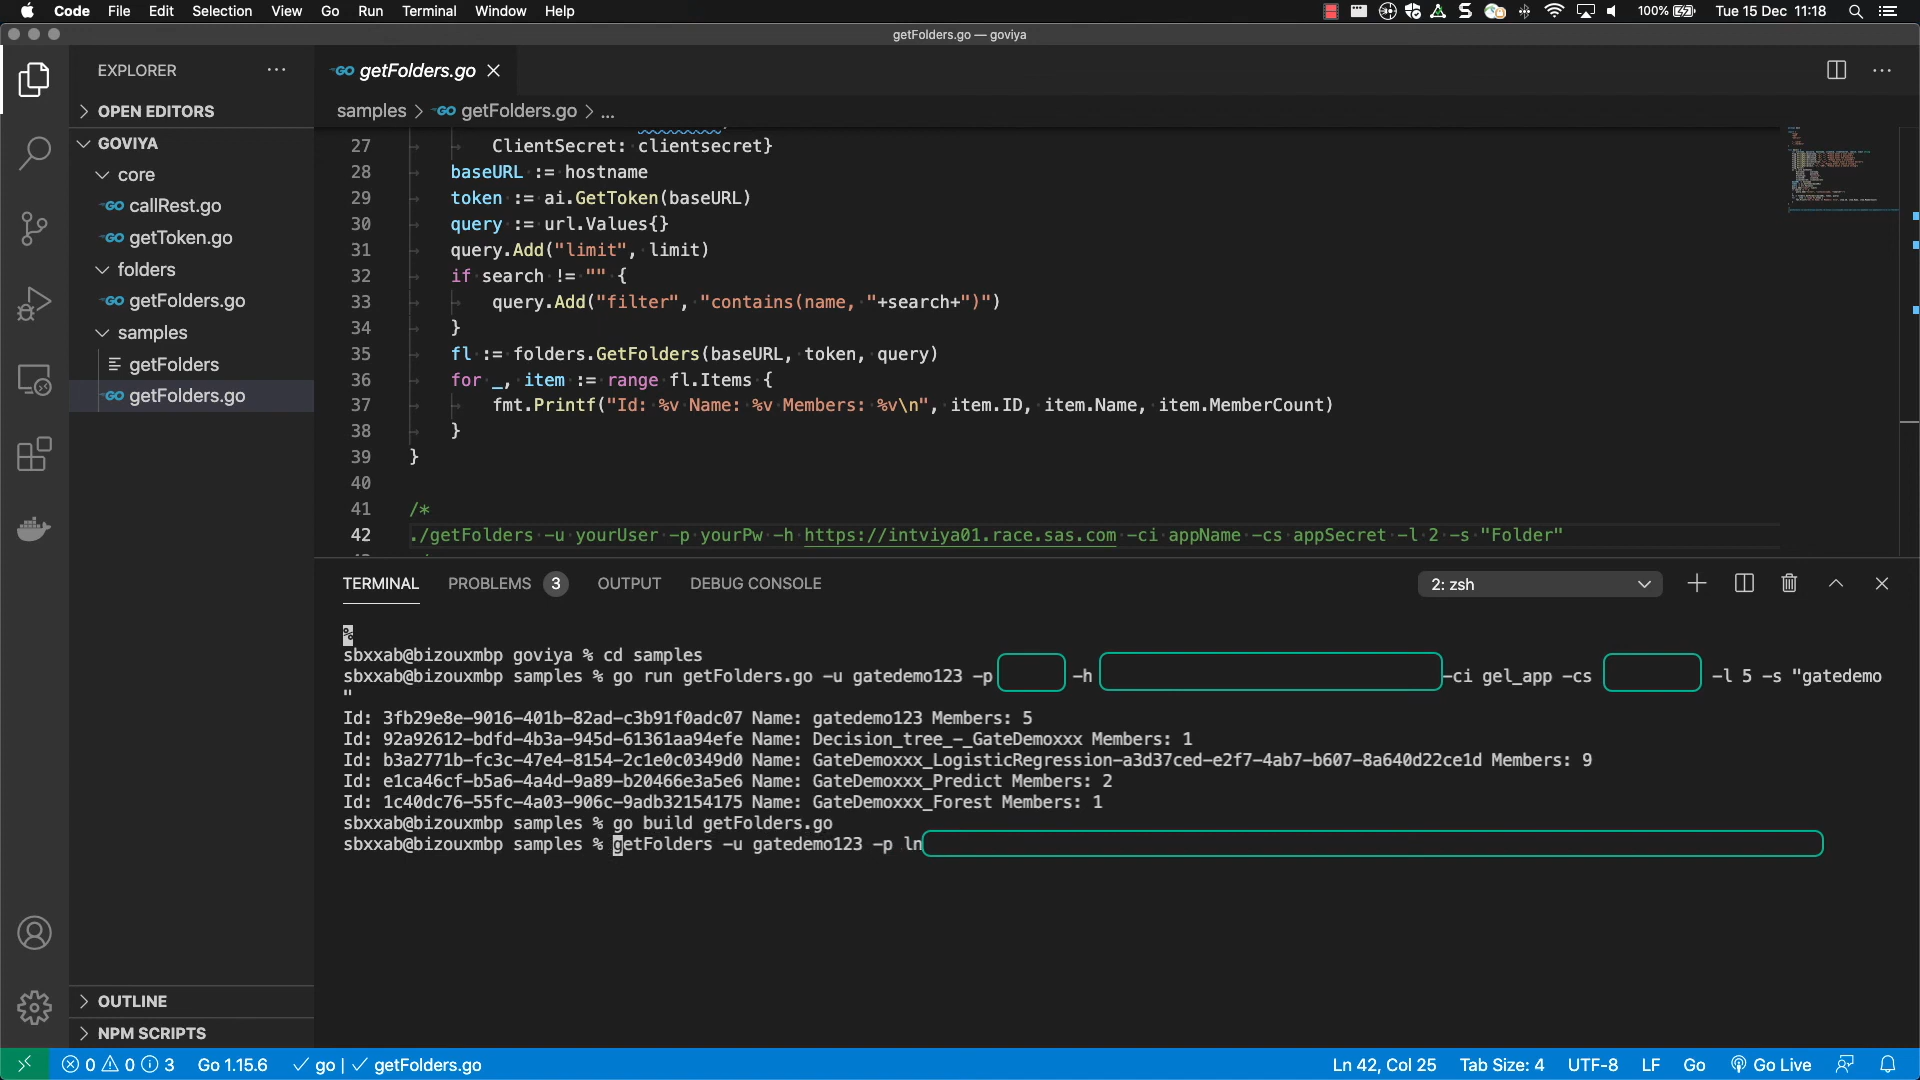 Code File Edit Selection View Go Run Terminal Window Help 100% Tue 15 Dec 11:18
getFolders.go — goviya
EXPLORER
OPEN EDITORS
GOVIYA
core
GO callRest.go
GO getToken.go
folders
GO getFolders.go
samples
getFolders
GO getFolders.go
OUTLINE
NPM SCRIPTS
GO getFolders.go
samples > GO getFolders.go > ...
27 ClientSecret: clientsecret}
28 baseURL := hostname
29 token := ai.GetToken(baseURL)
30 query := url.Values{}
31 query.Add("limit", limit)
32 if search != "" {
33 query.Add("filter", "contains(name, "+search+")")
34 }
35 fl := folders.GetFolders(baseURL, token, query)
36 for _, item := range fl.Items {
37 fmt.Printf("Id: %v Name: %v Members: %v\n", item.ID, item.Name, item.MemberCount)
38 }
39 }
40
41 /*
42 ./getFolders -u yourUser -p yourPw -h https://intviya01.race.sas.com -ci appName -cs appSecret -l 2 -s "Folder"
TERMINAL PROBLEMS 3 OUTPUT DEBUG CONSOLE 2: zsh
%
sbxxab@bizouxmbp goviya % cd samples
sbxxab@bizouxmbp samples % go run getFolders.go -u gatedemo123 -p -h -ci gel_app -cs -l 5 -s "gatedemo
"
Id: 3fb29e8e-9016-401b-82ad-c3b91f0adc07 Name: gatedemo123 Members: 5
Id: 92a92612-bdfd-4b3a-945d-61361aa94efe Name: Decision_tree_-_GateDemoxxx Members: 1
Id: b3a2771b-fc3c-47e4-8154-2c1e0c0349d0 Name: GateDemoxxx_LogisticRegression-a3d37ced-e2f7-4ab7-b607-8a640d22ce1d Members: 9
Id: e1ca46cf-b5a6-4a4d-9a89-b20466e3a5e6 Name: GateDemoxxx_Predict Members: 2
Id: 1c40dc76-55fc-4a03-906c-9adb32154175 Name: GateDemoxxx_Forest Members: 1
sbxxab@bizouxmbp samples % go build getFolders.go
sbxxab@bizouxmbp samples % getFolders -u gatedemo123 -p ln
0 0 3 Go 1.15.6 go | getFolders.go Ln 42, Col 25 Tab Size: 4 UTF-8 LF Go Go Live